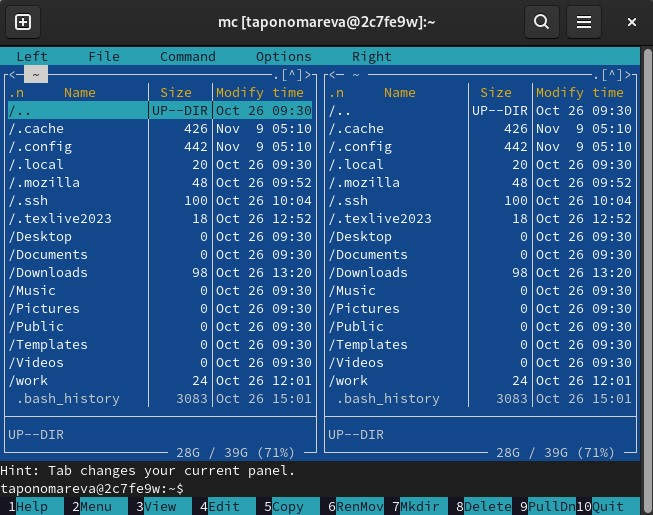 mc [taponomareva@2c7fe9w]:~
Left File Command Options Right
<─ ~ .[^]> <─ ~ .[^]>
.n Name Size Modify time .n Name Size Modify time
/.. UP--DIR Oct 26 09:30 /.. UP--DIR Oct 26 09:30
/.cache 426 Nov 9 05:10 /.cache 426 Nov 9 05:10
/.config 442 Nov 9 05:10 /.config 442 Nov 9 05:10
/.local 20 Oct 26 09:30 /.local 20 Oct 26 09:30
/.mozilla 48 Oct 26 09:52 /.mozilla 48 Oct 26 09:52
/.ssh 100 Oct 26 10:04 /.ssh 100 Oct 26 10:04
/.texlive2023 18 Oct 26 12:52 /.texlive2023 18 Oct 26 12:52
/Desktop 0 Oct 26 09:30 /Desktop 0 Oct 26 09:30
/Documents 0 Oct 26 09:30 /Documents 0 Oct 26 09:30
/Downloads 98 Oct 26 13:20 /Downloads 98 Oct 26 13:20
/Music 0 Oct 26 09:30 /Music 0 Oct 26 09:30
/Pictures 0 Oct 26 09:30 /Pictures 0 Oct 26 09:30
/Public 0 Oct 26 09:30 /Public 0 Oct 26 09:30
/Templates 0 Oct 26 09:30 /Templates 0 Oct 26 09:30
/Videos 0 Oct 26 09:30 /Videos 0 Oct 26 09:30
/work 24 Oct 26 12:01 /work 24 Oct 26 12:01
.bash_history 3083 Oct 26 15:01 .bash_history 3083 Oct 26 15:01
UP--DIR UP--DIR
28G / 39G (71%) 28G / 39G (71%)
Hint: Tab changes your current panel.
taponomareva@2c7fe9w:~$
1Help 2Menu 3View 4Edit 5Copy 6RenMov 7Mkdir 8Delete 9PullDn 10Quit